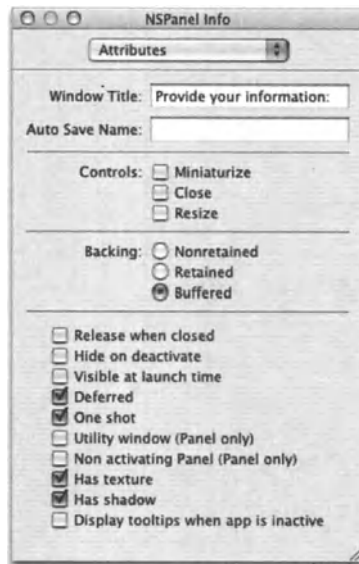 NSPanel Info
Attributes
Window Title: Provide your information:
Auto Save Name:
Controls: Miniaturize
Close
Resize
Backing: Nonretained
Retained
Buffered
Release when closed
Hide on deactivate
Visible at launch time
Deferred
One shot
Utility window (Panel only)
Non activating Panel (Panel only)
Has texture
Has shadow
Display tooltips when app is inactive